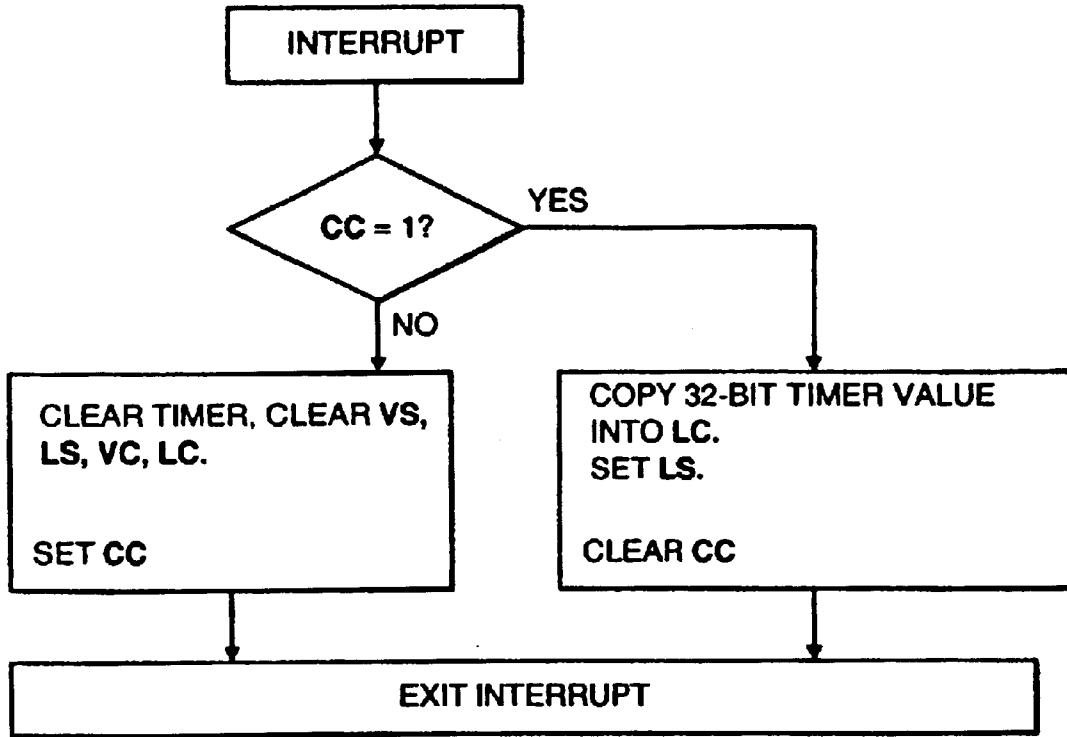 INTERRUPT
CC = 1?
YES
NO
CLEAR TIMER, CLEAR VS,
LS, VC, LC.
SET CC
COPY 32-BIT TIMER VALUE
INTO LC.
SET LS.
CLEAR CC
EXIT INTERRUPT